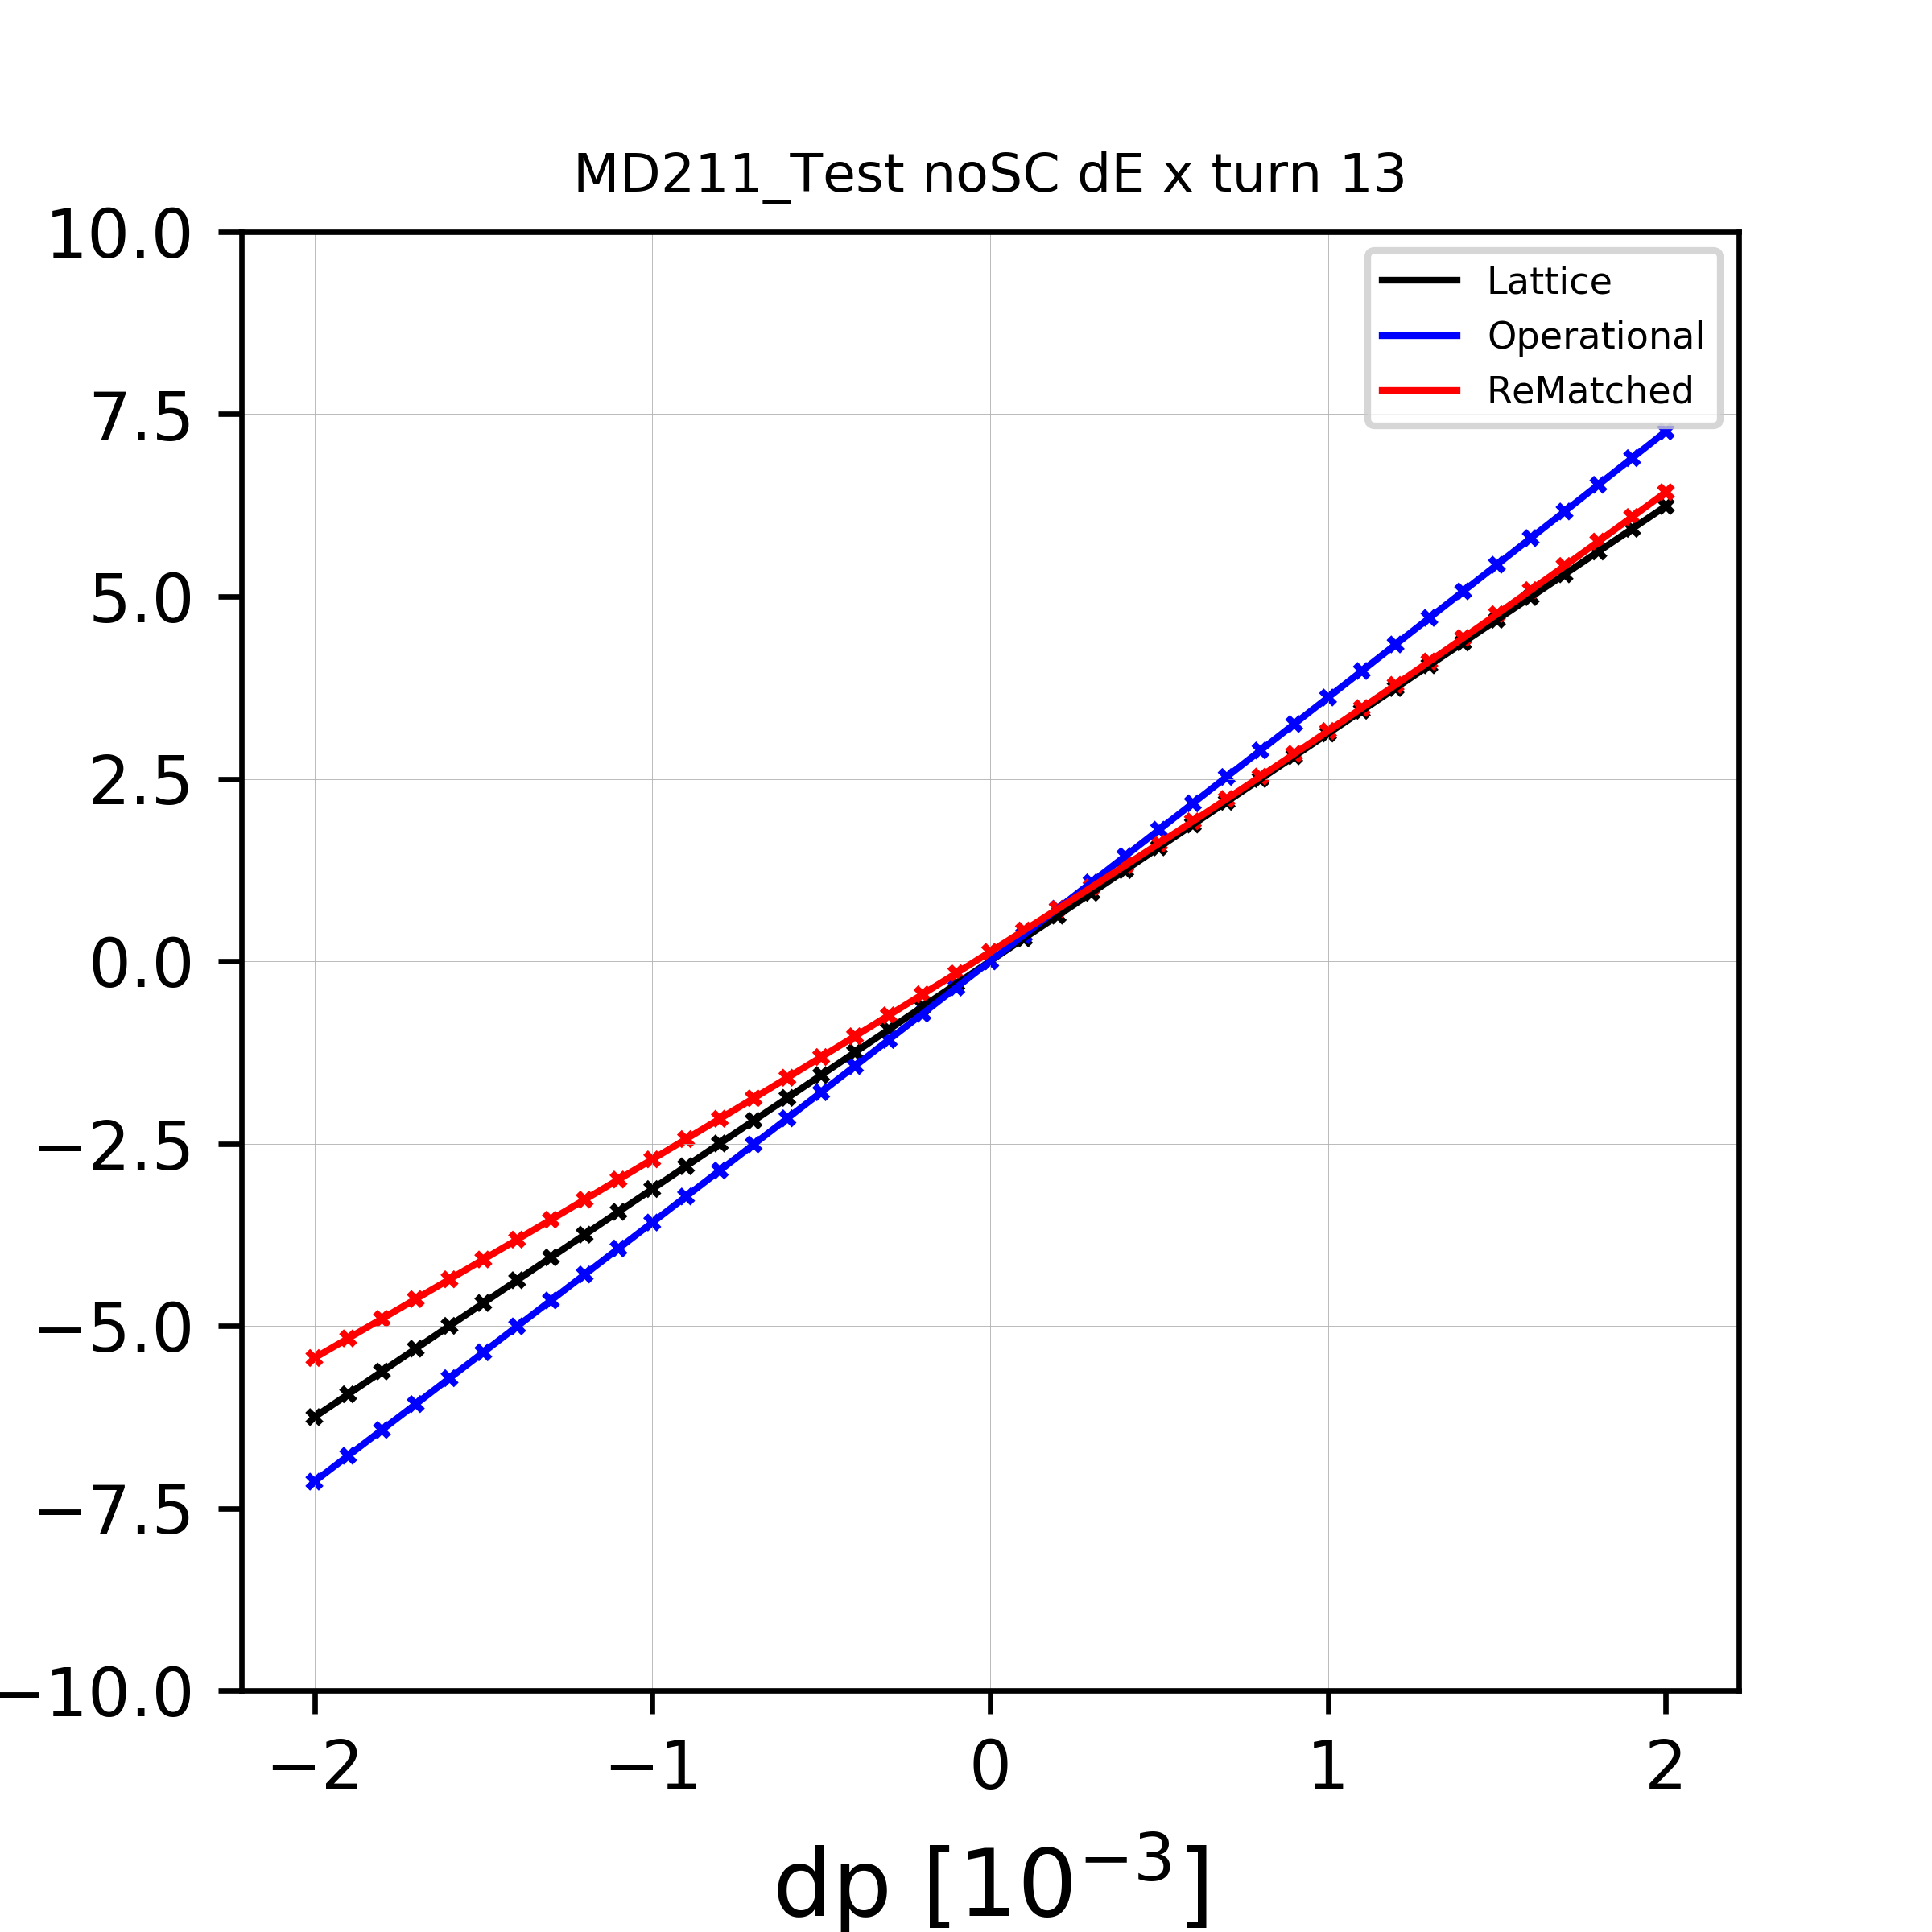 MD211_Test noSC dE x turn 13
10.0
7.5
5.0
2.5
0.0
−2.5
−5.0
−7.5
−10.0
Lattice
Operational
ReMatched
−2 −1 0 1 2
dp [10⁻³]